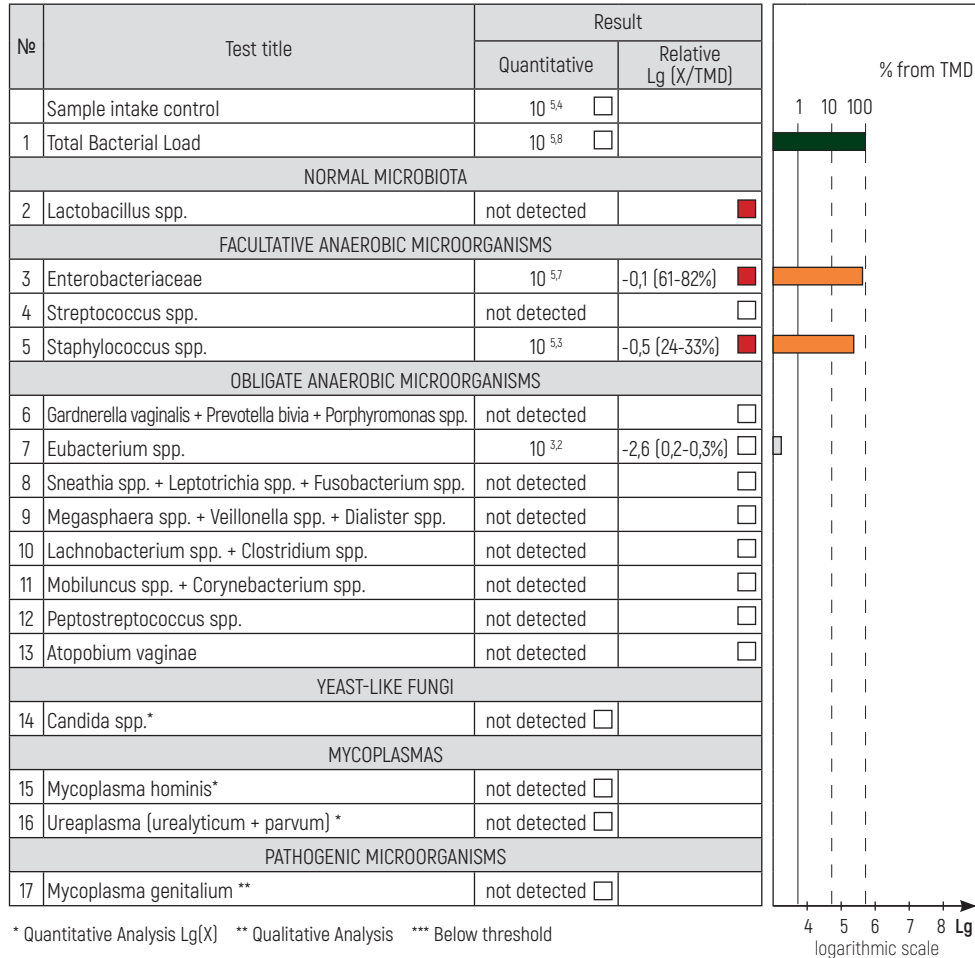 № Test title Result
Quantitative Relative Lg (X/TMD)
% from TMD
1 10 100
Sample intake control 10 5,4
1 Total Bacterial Load 10 5,8
NORMAL MICROBIOTA
2 Lactobacillus spp. not detected
FACULTATIVE ANAEROBIC MICROORGANISMS
3 Enterobacteriaceae 10 5,7 -0,1 (61-82%)
4 Streptococcus spp. not detected
5 Staphylococcus spp. 10 5,3 -0,5 (24-33%)
OBLIGATE ANAEROBIC MICROORGANISMS
6 Gardnerella vaginalis + Prevotella bivia + Porphyromonas spp. not detected
7 Eubacterium spp. 10 3,2 -2,6 (0,2-0,3%)
8 Sneathia spp. + Leptotrichia spp. + Fusobacterium spp. not detected
9 Megasphaera spp. + Veillonella spp. + Dialister spp. not detected
10 Lachnobacterium spp. + Clostridium spp. not detected
11 Mobiluncus spp. + Corynebacterium spp. not detected
12 Peptostreptococcus spp. not detected
13 Atopobium vaginae not detected
YEAST-LIKE FUNGI
14 Candida spp.* not detected
MYCOPLASMAS
15 Mycoplasma hominis* not detected
16 Ureaplasma (urealyticum + parvum) * not detected
PATHOGENIC MICROORGANISMS
17 Mycoplasma genitalium ** not detected
4 5 6 7 8 Lg
logarithmic scale
* Quantitative Analysis Lg(X) ** Qualitative Analysis *** Below threshold